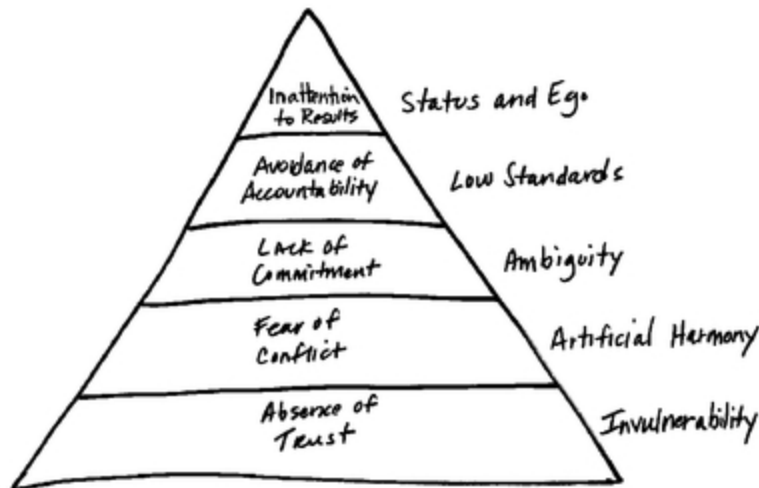 Inattention
to Results
Status and Ego
Avoidance of
Accountability
Low Standards
Lack of
Commitment
Ambiguity
Fear of
Conflict
Artificial Harmony
Absence of
Trust
Invulnerability